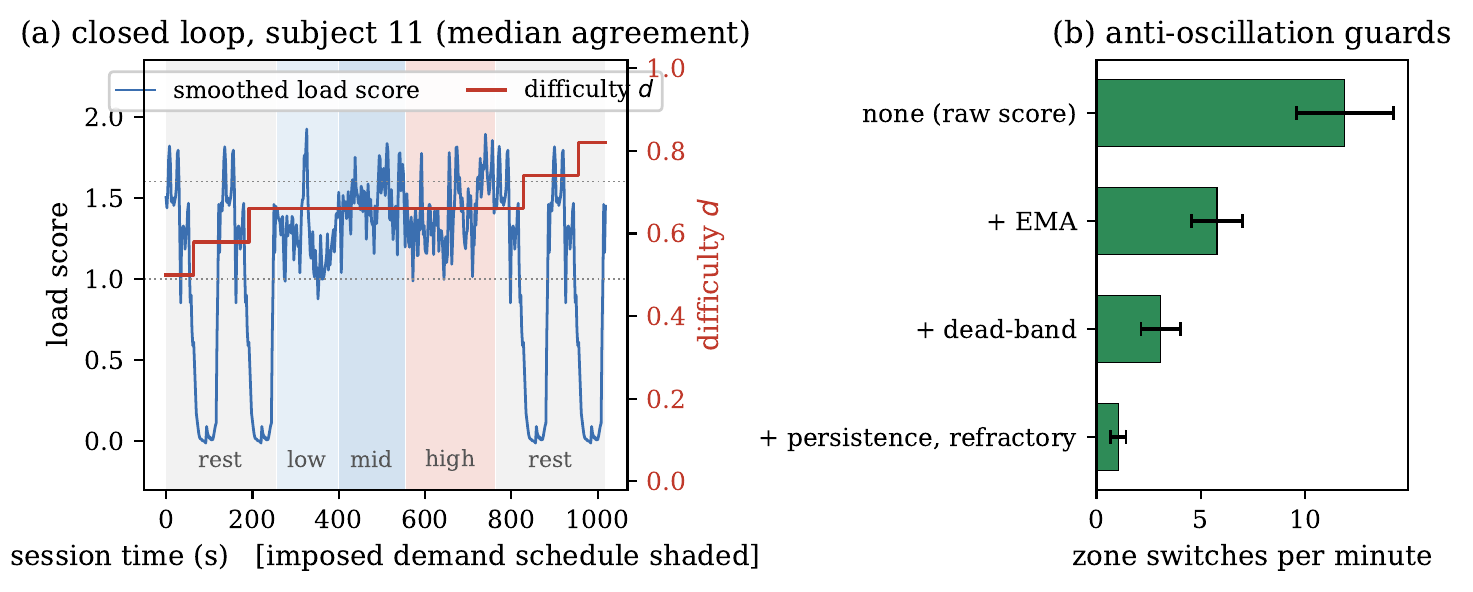 (a) closed loop, subject 11 (median agreement)
smoothed load score
difficulty d
load score
2.0
1.5
1.0
0.5
0.0
1.0
0.8
0.6
0.4
0.2
0.0
difficulty d
rest
low
mid
high
rest
0 200 400 600 800 1000
session time (s) [imposed demand schedule shaded]
(b) anti-oscillation guards
none (raw score)
+ EMA
+ dead-band
+ persistence, refractory
0 5 10
zone switches per minute